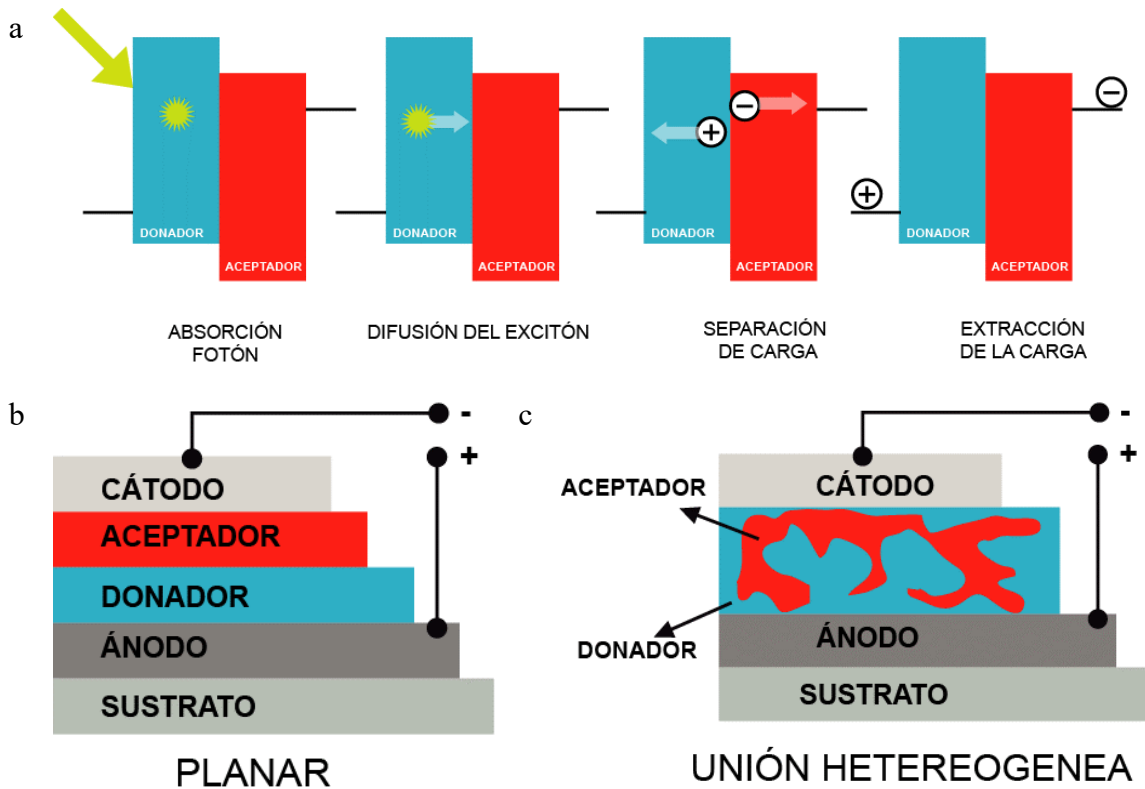 a
DONADOR
ACEPTADOR
DONADOR
ACEPTADOR
DONADOR
ACEPTADOR
DONADOR
ACEPTADOR
- 
+
-
+
ABSORCIÓN
FOTÓN
DIFUSIÓN DEL EXCITÓN
SEPARACIÓN
DE CARGA
EXTRACCIÓN
DE LA CARGA
b
-
+
CÁTODO
ACEPTADOR
DONADOR
ÁNODO
SUSTRATO
PLANAR
c
-
+
ACEPTADOR
CÁTODO
DONADOR
ÁNODO
SUSTRATO
UNIÓN HETEREOGENEA